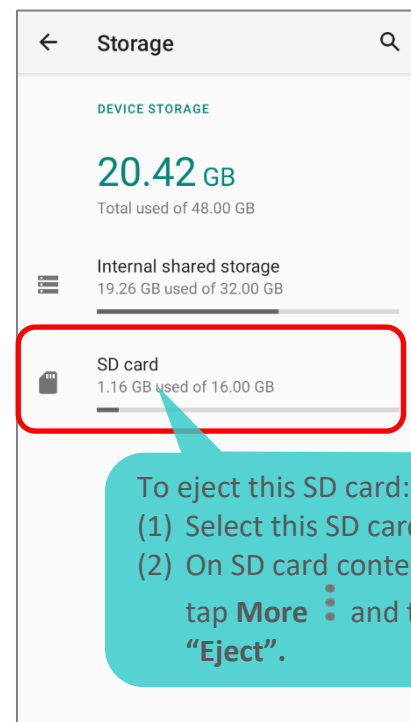 Storage
DEVICE STORAGE
20.42 GB
Total used of 48.00 GB
Internal shared storage
19.26 GB used of 32.00 GB
SD card
1.16 GB used of 16.00 GB
To eject this SD card:
(1) Select this SD card
(2) On SD card conte
tap More and t
“Eject”.